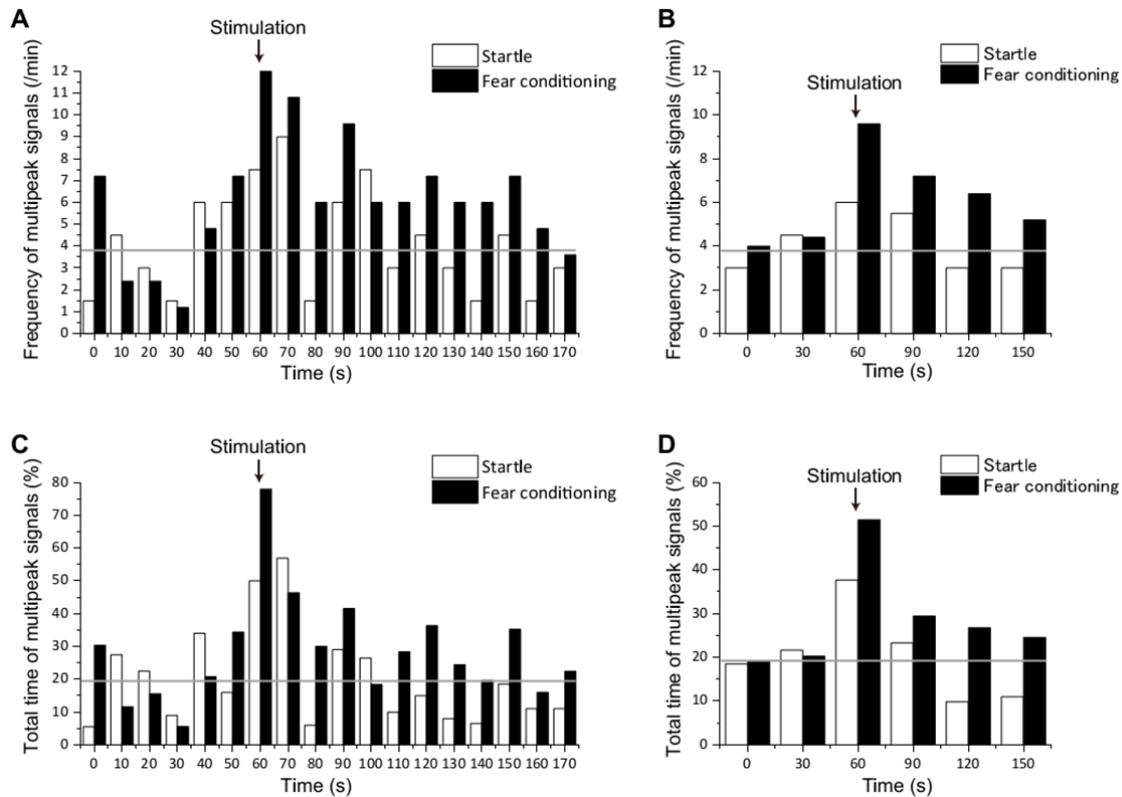 A
Stimulation
Startle
Fear conditioning
Frequency of multipeak signals (/min)
12
11
10
9
8
7
6
5
4
3
2
1
0
0 10 20 30 40 50 60 70 80 90 100 110 120 130 140 150 160 170
Time (s)
B
Stimulation
Startle
Fear conditioning
Frequency of multipeak signals (/min)
12
10
8
6
4
2
0
0 30 60 90 120 150
Time (s)
C
Stimulation
Startle
Fear conditioning
Total time of multipeak signals (%)
80
70
60
50
40
30
20
10
0
0 10 20 30 40 50 60 70 80 90 100 110 120 130 140 150 160 170
Time (s)
D
Stimulation
Startle
Fear conditioning
Total time of multipeak signals (%)
60
50
40
30
20
10
0
0 30 60 90 120 150
Time (s)